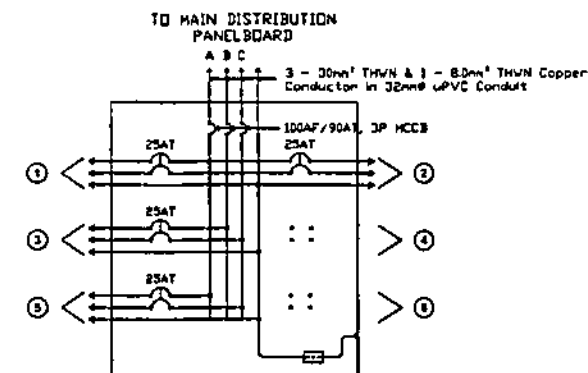 TO MAIN DISTRIBUTION
PANELBOARD
A B C
3 - 30mm² THWN & 1 - 8.0mm² THWN Copper
Conductor in 32mmø uPVC Conduit
100AF/90AT, 3P MCCB
25AT 25AT
1 2
25AT
3 4
25AT
5 6